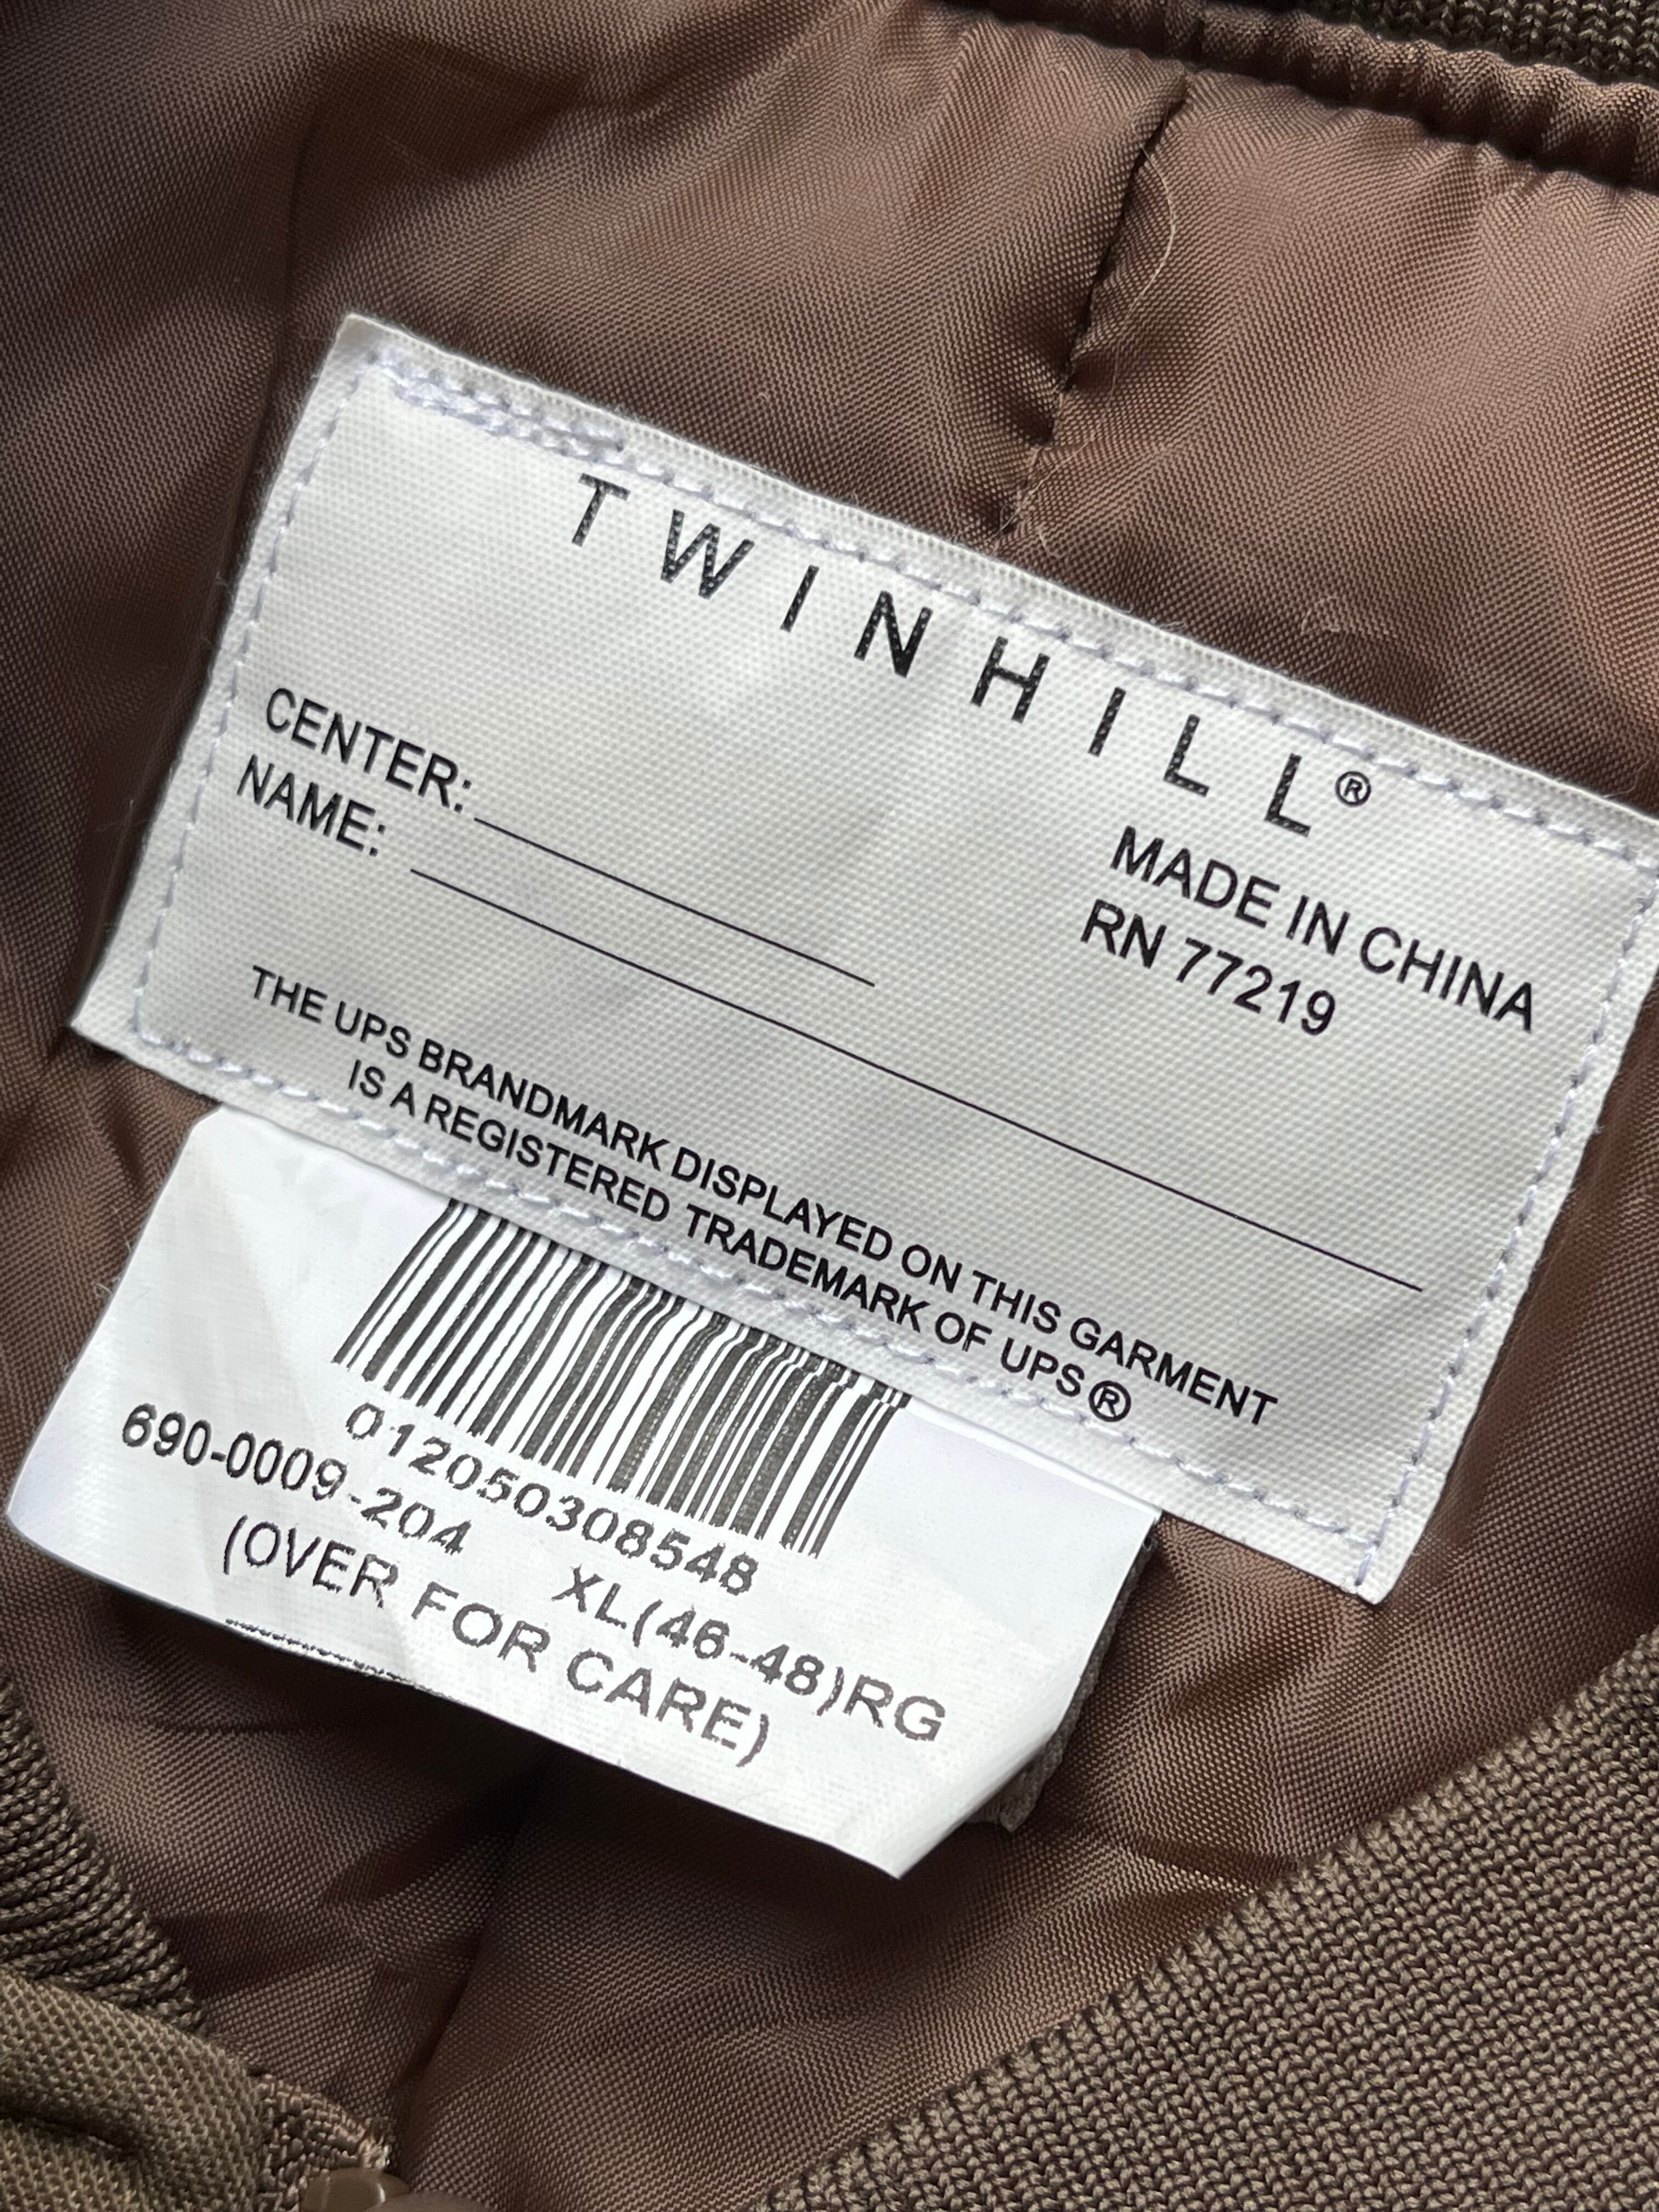 TWINHILL®
MADE IN CHINA
RN 77219
CENTER:
NAME:
THE UPS BRANDMARK DISPLAYED ON THIS GARMENT
IS A REGISTERED TRADEMARK OF UPS®
012050308548
690-0009-204 XL(46-48)RG
(OVER FOR CARE)